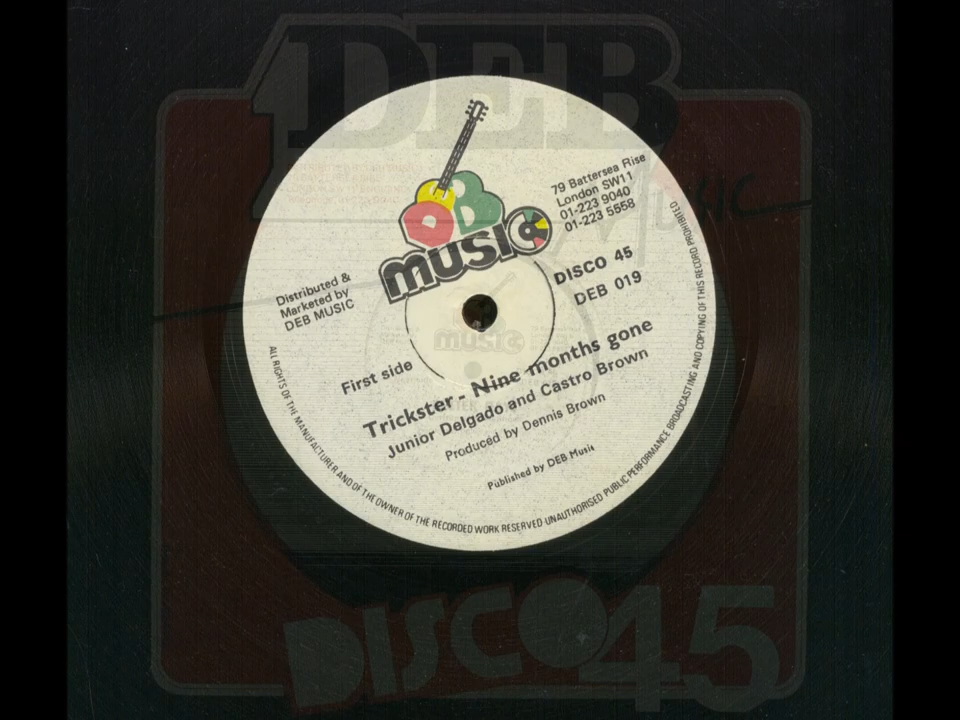 DEB
MUSIC
DEB
MUSIC
79 Battersea Rise
London SW11
01-223 9040
01-223 5558
DISCO 45
DEB 019
Distributed &
Marketed by
DEB MUSIC
First side
Trickster - Nine months gone
Junior Delgado and Castro Brown
Produced by Dennis Brown
Published by DEB Music
ALL RIGHTS OF THE MANUFACTURER AND OF THE OWNER OF THE RECORDED WORK RESERVED UNAUTHORISED PUBLIC PERFORMANCE BROADCASTING AND COPYING OF THIS RECORD PROHIBITED
MUSIC
DISCO 45